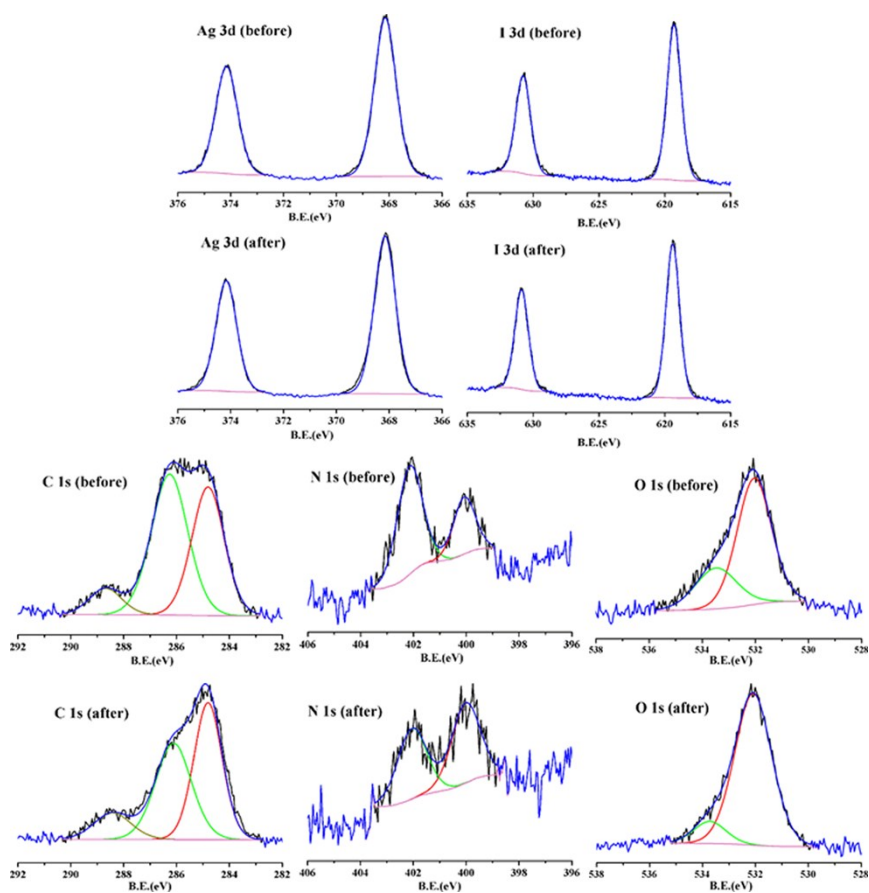 Ag 3d (before)
376 374 372 370 368 366
B.E.(eV)
I 3d (before)
635 630 625 620 615
B.E.(eV)
Ag 3d (after)
376 374 372 370 368 366
B.E.(eV)
I 3d (after)
635 630 625 620 615
B.E.(eV)
C 1s (before)
292 290 288 286 284 282
B.E.(eV)
N 1s (before)
406 404 402 400 398 396
B.E.(eV)
O 1s (before)
538 536 534 532 530 528
B.E.(eV)
C 1s (after)
292 290 288 286 284 282
B.E.(eV)
N 1s (after)
406 404 402 400 398 396
B.E.(eV)
O 1s (after)
538 536 534 532 530 528
B.E.(eV)